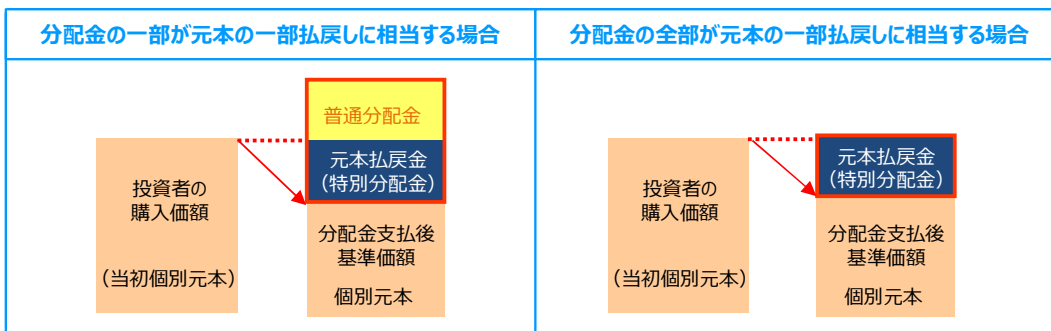 分配金の一部が元本の一部払戻しに相当する場合
普通分配金
元本払戻金
（特別分配金）
投資者の
購入価額
（当初個別元本）
分配金支払後
基準価額
個別元本
分配金の全部が元本の一部払戻しに相当する場合
元本払戻金
（特別分配金）
投資者の
購入価額
（当初個別元本）
分配金支払後
基準価額
個別元本